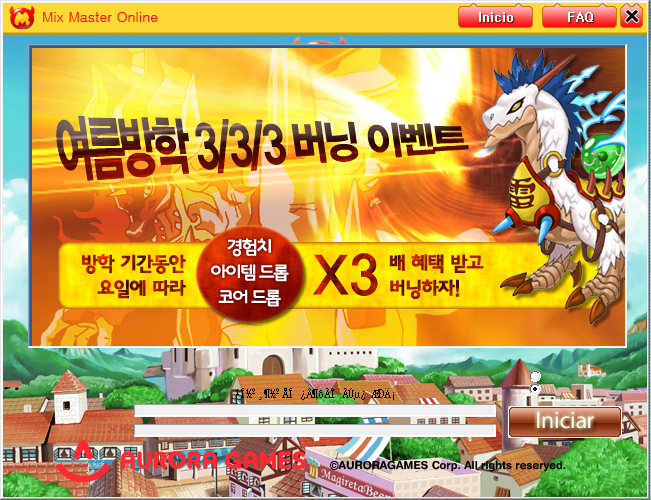 Mix Master Online
Inicio
FAQ
여름방학 3/3/3 버닝 이벤트
방학 기간동안
요일에 따라
경험치
아이템 드롭
코어 드롭
X3
배 혜택 받고
버닝하자!
雷
Iniciar
AURORA GAMES
©AURORAGAMES Corp. All rights reserved.
MagiretaBeer